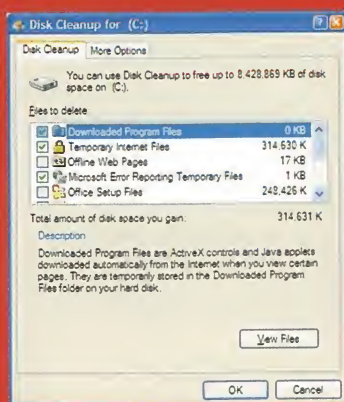 Disk Cleanup for (C:)
Disk Cleanup
More Options
You can use Disk Cleanup to free up to 8,428,869 KB of disk
space on (C:).
Files to delete:
Downloaded Program Files 0 KB
Temporary Internet Files 314,630 KB
Offline Web Pages 17 KB
Microsoft Error Reporting Temporary Files 1 KB
Office Setup Files 248,426 K
Total amount of disk space you gain: 314,631 K
Description
Downloaded Program Files are ActiveX controls and Java applets
downloaded automatically from the Internet when you view certain
pages. They are temporarily stored in the Downloaded Program
Files folder on your hard disk.
View Files
OK
Cancel